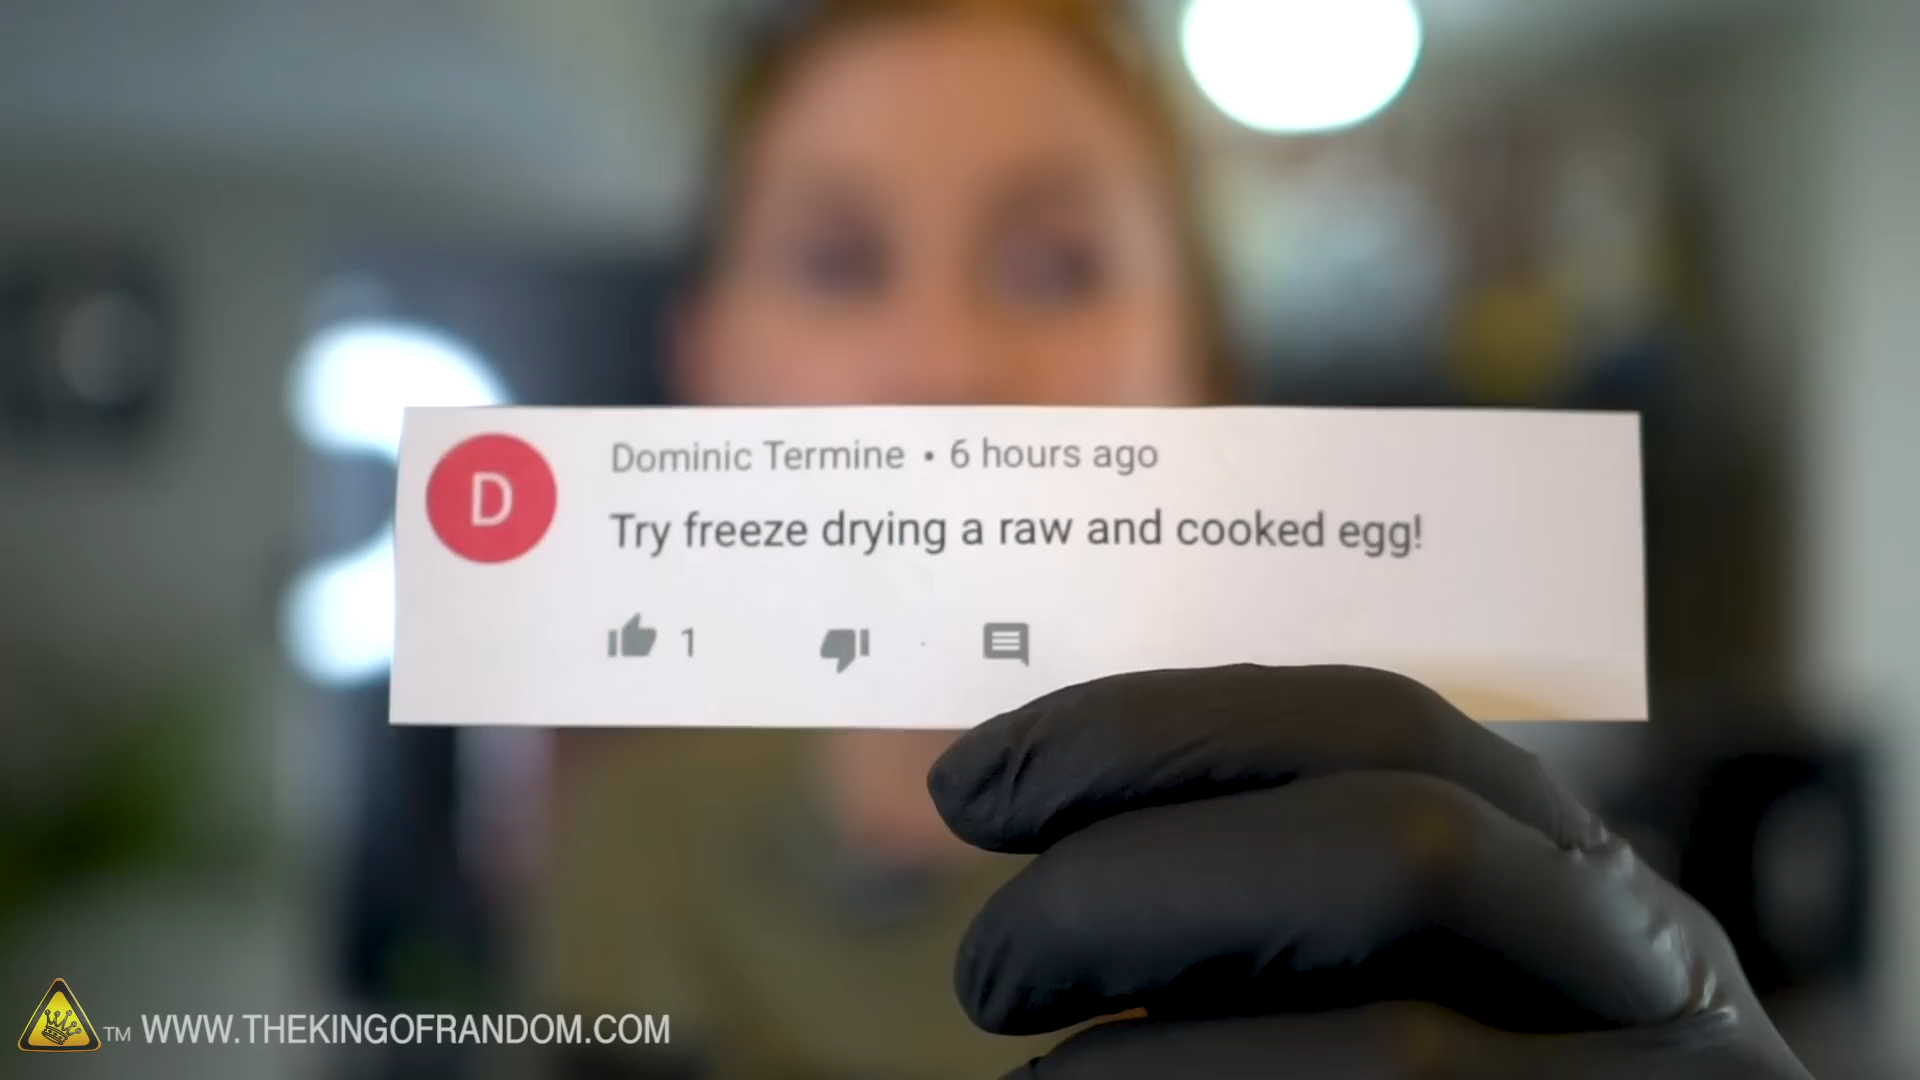 Dominic Termine • 6 hours ago
D
Try freeze drying a raw and cooked egg!
1
TM WWW.THEKINGOFRANDOM.COM